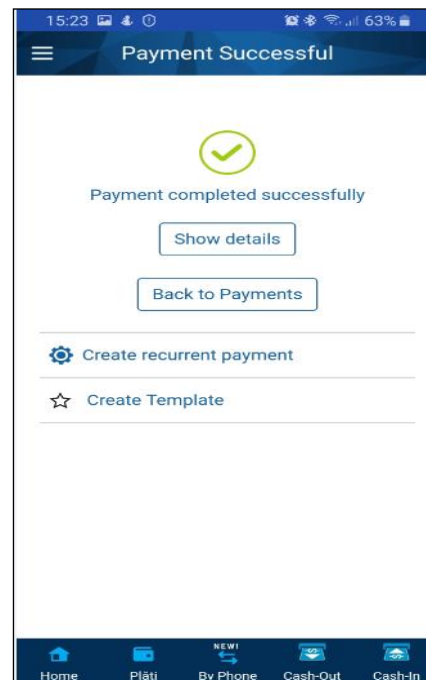 15:23 63%
Payment Successful
Payment completed successfully
Show details
Back to Payments
Create recurrent payment
Create Template
NEW!
Home Plăti By Phone Cash-Out Cash-In